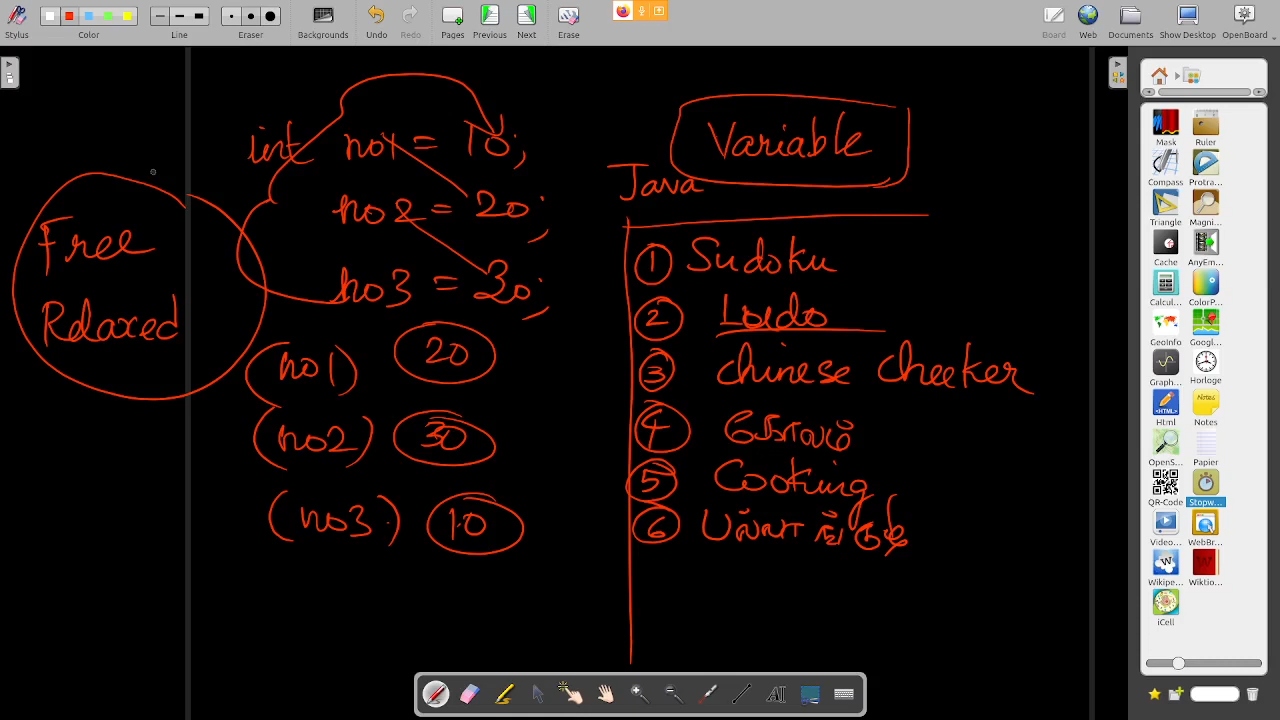 Stylus
Color
Line
Eraser
Backgrounds
Undo
Redo
Pages
Previous
Next
Erase
Board
Web
Documents
Show Desktop
OpenBoard
int no1 = 10;
no2 = 20;
no3 = 30;
Free
Relaxed
(no1) 20
(no2) 30
(no3) 10
Variable
Java
1 Sudoku
2 Ludo
3 Chinese Cheeker
4
5 Cooking
6
Mask
Ruler
Compass
Protra...
Triangle
Magni...
Cache
AnyEm...
Calcul...
ColorP...
GeoInfo
Googl...
Graph...
Horloge
Html
Notes
OpenS...
Papier
QR-Code
Stopw...
Video...
WebBr...
Wikipe...
Wiktio...
iCell